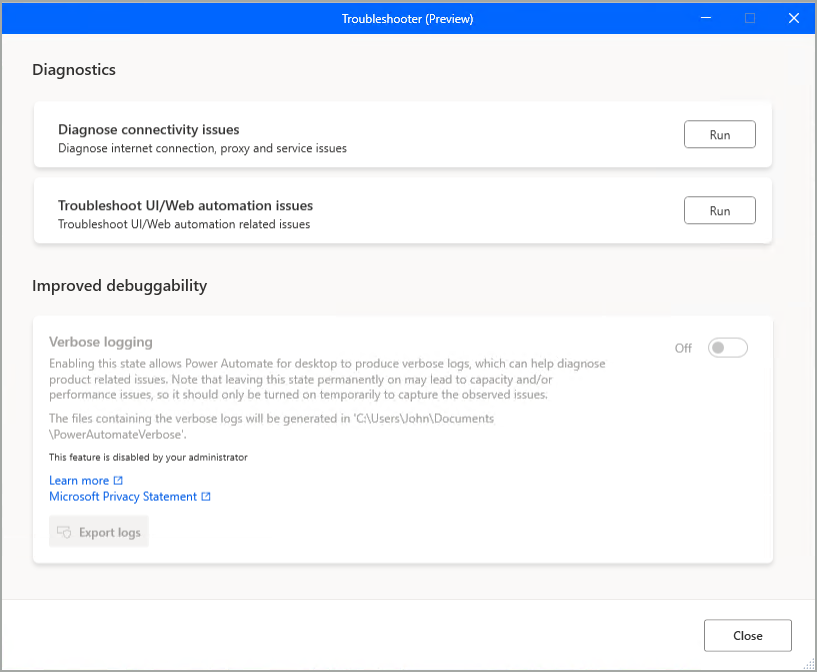 Troubleshooter (Preview)
Diagnostics
Diagnose connectivity issues
Diagnose internet connection, proxy and service issues
Run
Troubleshoot UI/Web automation issues
Troubleshoot UI/Web automation related issues
Run
Improved debuggability
Verbose logging
Off
Enabling this state allows Power Automate for desktop to produce verbose logs, which can help diagnose
product related issues. Note that leaving this state permanently on may lead to capacity and/or
performance issues, so it should only be turned on temporarily to capture the observed issues.
The files containing the verbose logs will be generated in 'C:\Users\John\Documents
\PowerAutomateVerbose'.
This feature is disabled by your administrator
Learn more
Microsoft Privacy Statement
Export logs
Close